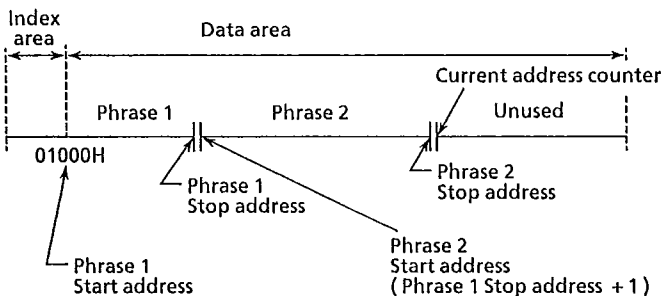 Index
area
Data area
Current address counter
Phrase 1
Phrase 2
Unused
01000H
Phrase 1
Stop address
Phrase 2
Stop address
Phrase 1
Start address
Phrase 2
Start address
( Phrase 1 Stop address + 1 )